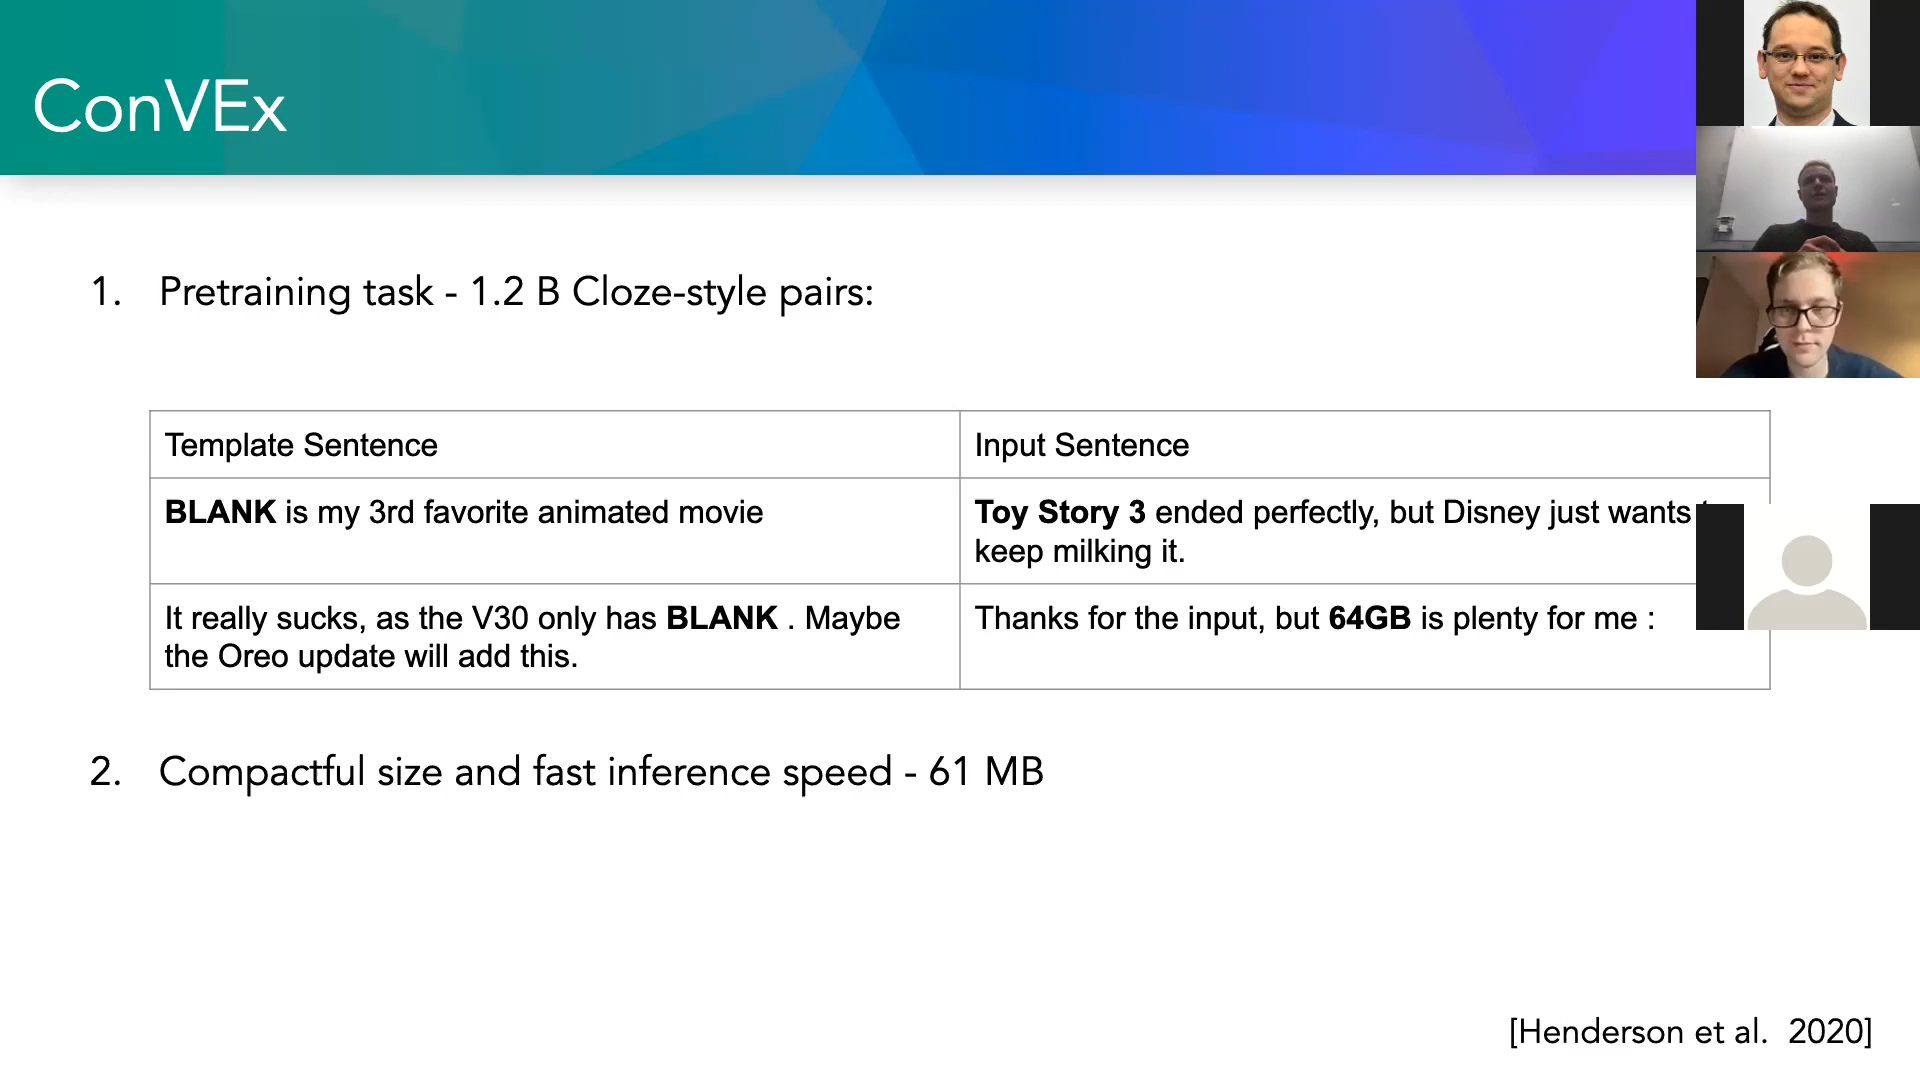 ConVEx
1. Pretraining task - 1.2 B Cloze-style pairs:
Template Sentence
Input Sentence
BLANK is my 3rd favorite animated movie
Toy Story 3 ended perfectly, but Disney just wants
keep milking it.
It really sucks, as the V30 only has BLANK . Maybe
the Oreo update will add this.
Thanks for the input, but 64GB is plenty for me :
2. Compactful size and fast inference speed - 61 MB
[Henderson et al. 2020]